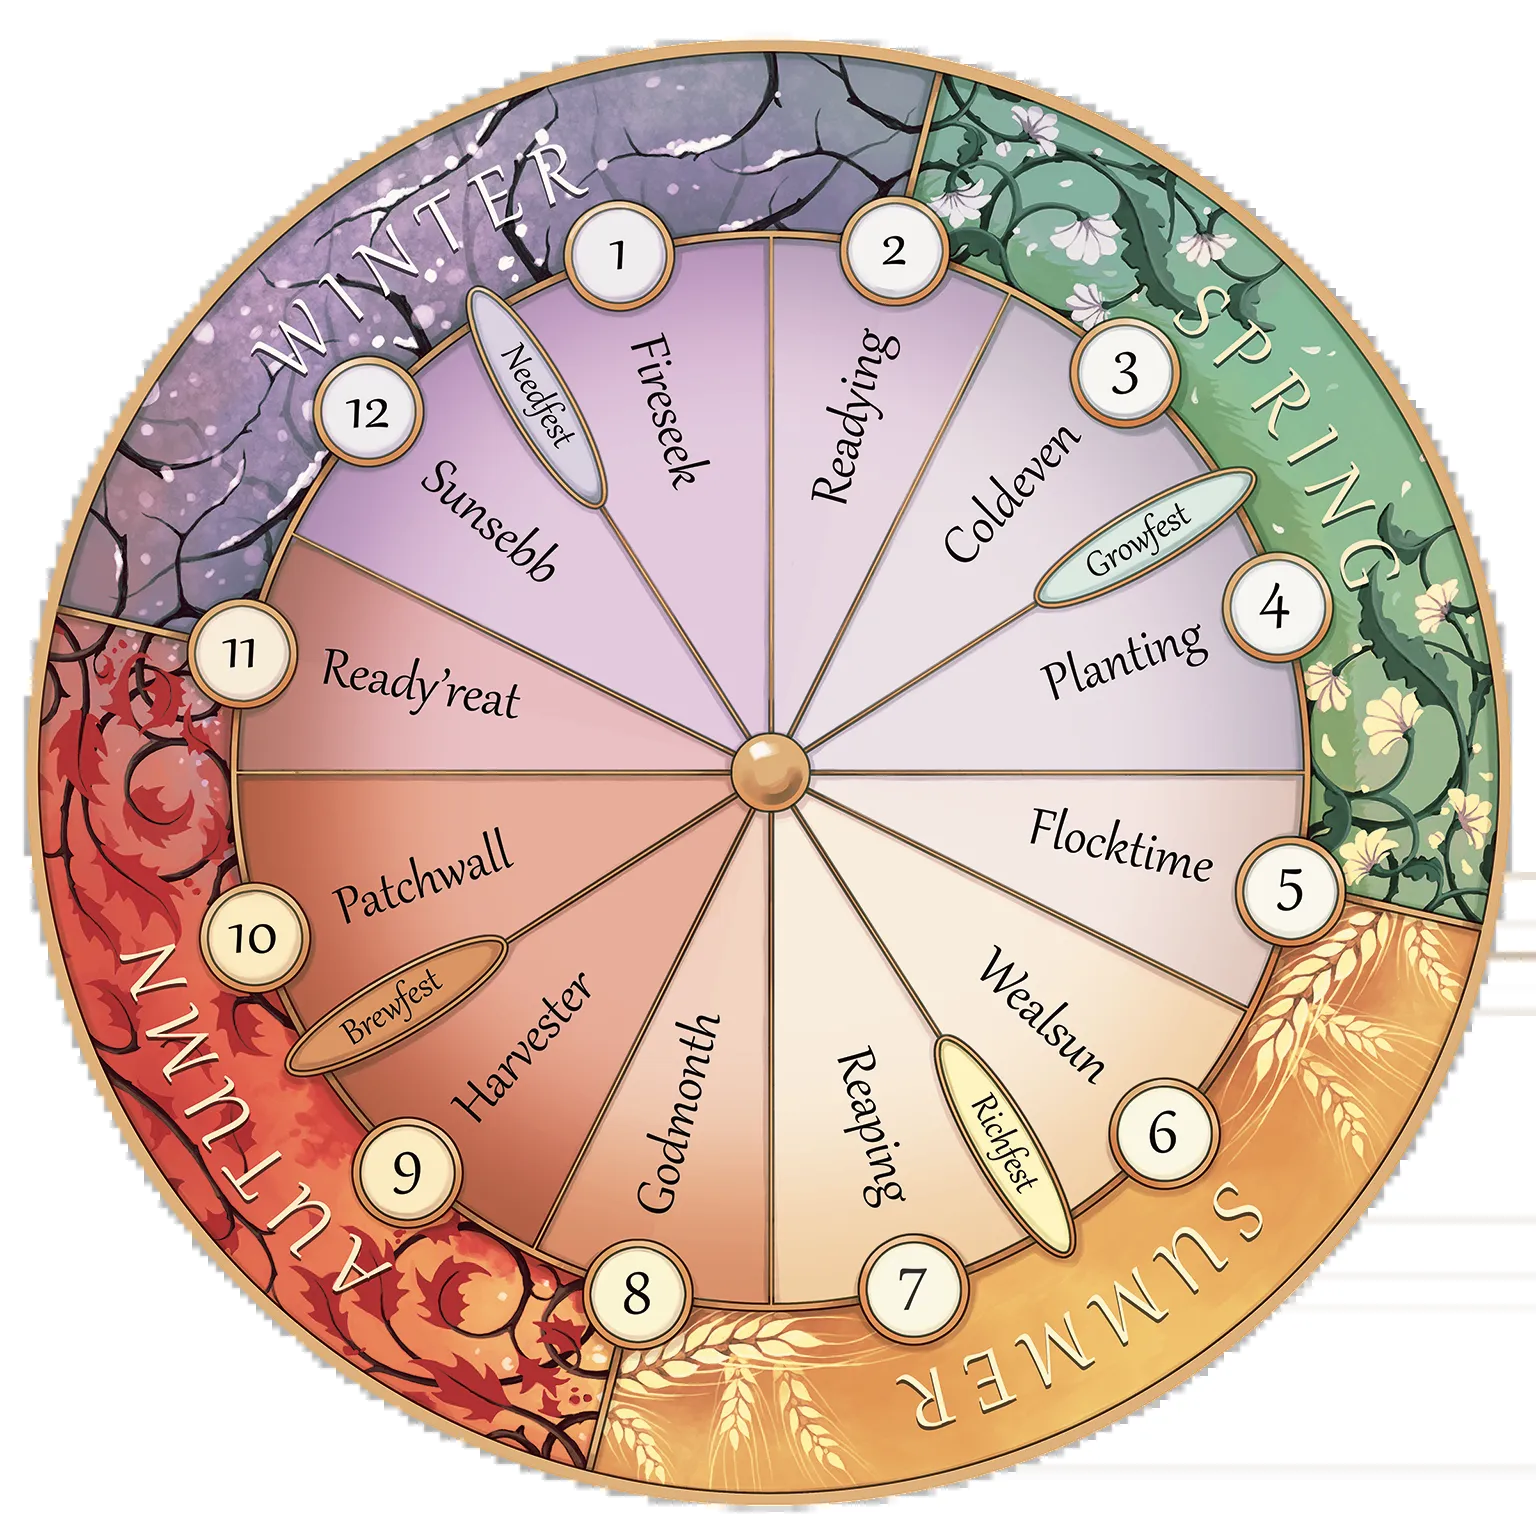 WINTER
SPRING
SUMMER
AUTUMN
1
Fireseek
2
Readying
3
Coldeven
Growfest
4
Planting
5
Flocktime
6
Wealsun
Richfest
7
Reaping
8
Godmonth
9
Harvester
Brewfest
10
Patchwall
11
Ready'reat
12
Sunsebb
Needfest